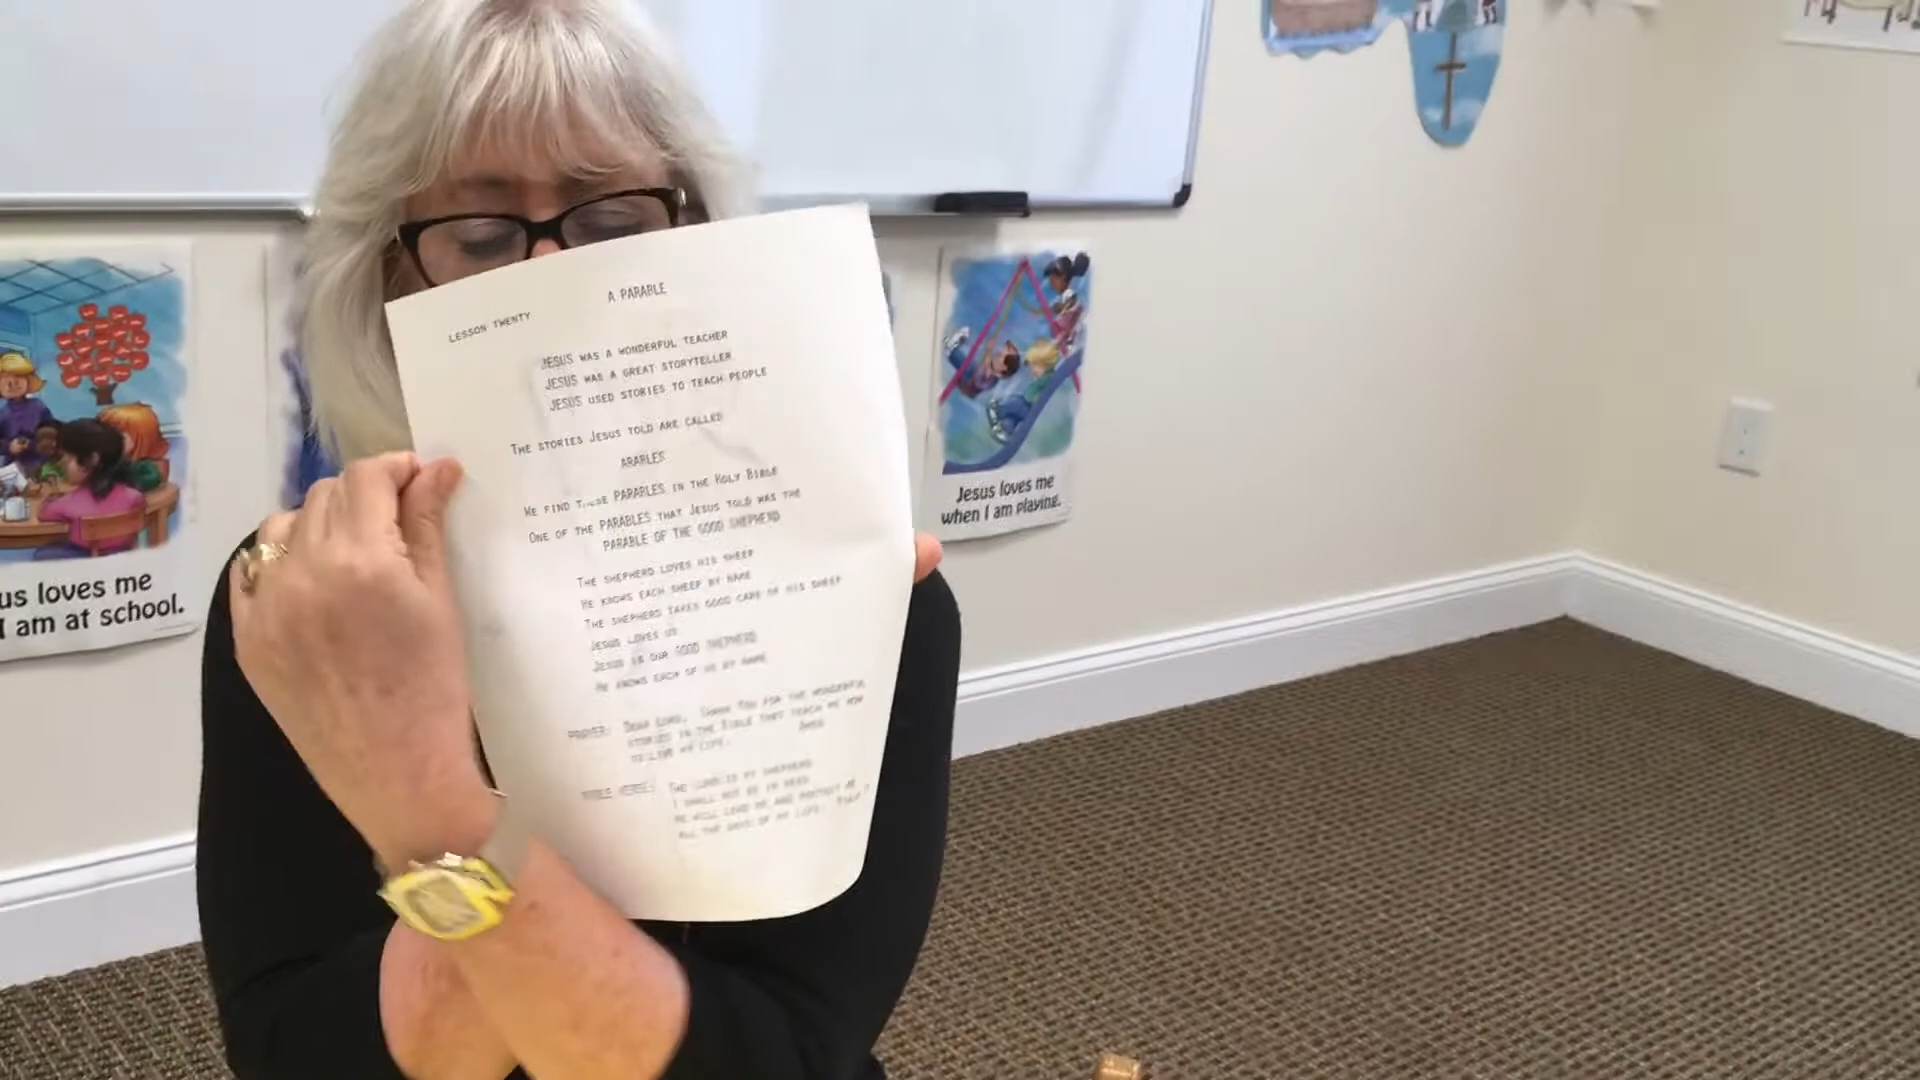 A PARABLE
LESSON TWENTY
JESUS WAS A WONDERFUL TEACHER
JESUS WAS A GREAT STORYTELLER
JESUS USED STORIES TO TEACH PEOPLE
THE STORIES JESUS TOLD ARE CALLED
ARABLES
WE FIND THESE PARABLES IN THE HOLY BIBLE
ONE OF THE PARABLES THAT JESUS TOLD WAS THE
PARABLE OF THE GOOD SHEPHERD
THE SHEPHERD LOVES HIS SHEEP
HE KNOWS EACH SHEEP BY NAME
THE SHEPHERD TAKES GOOD CARE OF HIS SHEEP
JESUS LOVES US
JESUS IS OUR GOOD SHEPHERD
HE KNOWS EACH OF US BY NAME
PRAYER: DEAR LORD, THANK YOU FOR THE WONDERFUL
STORIES IN THE BIBLE THAT TEACH ME HOW
TO LIVE MY LIFE. AMEN
BIBLE VERSE: THE LORD IS MY SHEPHERD
I SHALL NOT BE IN NEED
HE WILL LEAD ME AND PROTECT ME
ALL THE DAYS OF MY LIFE.
us loves me
I am at school.
Jesus loves me
when I am playing.